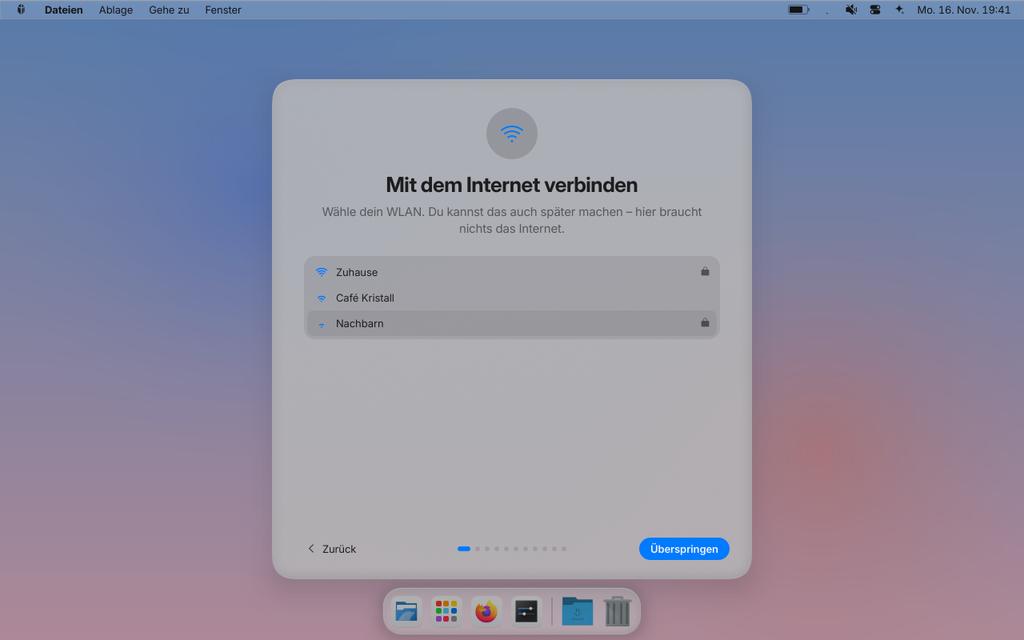 Dateien Ablage Gehe zu Fenster Mo. 16. Nov. 19:41
Mit dem Internet verbinden
Wähle dein WLAN. Du kannst das auch später machen – hier braucht
nichts das Internet.
Zuhause
Café Kristall
Nachbarn
Zurück Überspringen